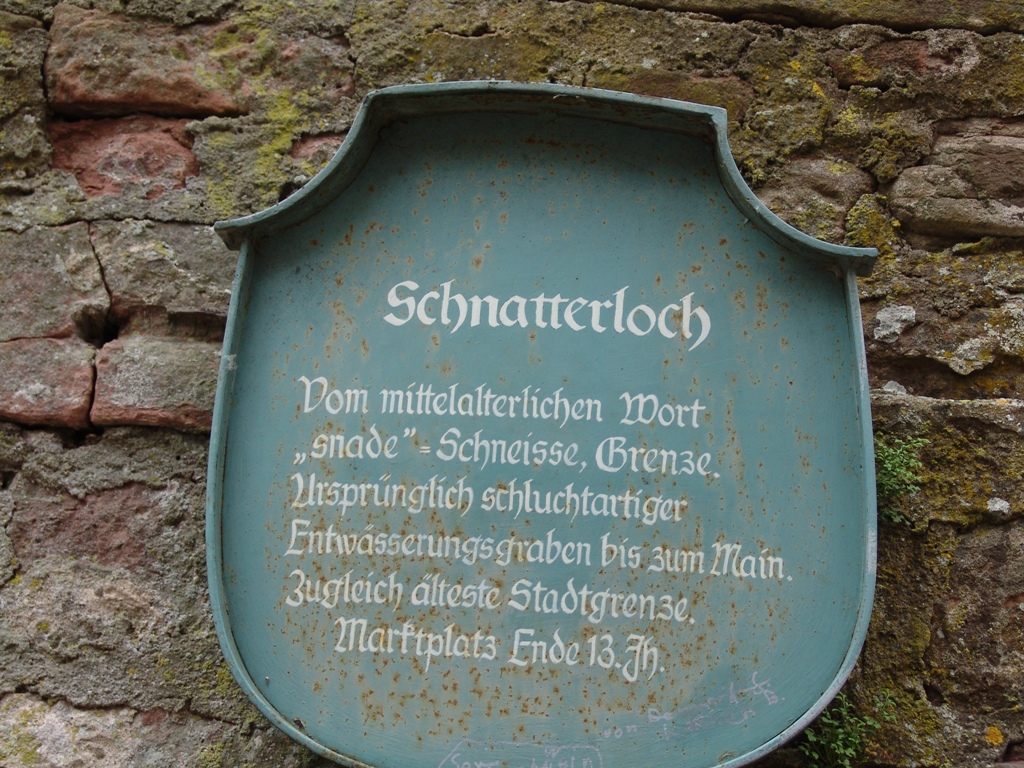 Schnatterloch
Vom mittelalterlichen Wort
„snade” = Schneisse, Grenze.
Ursprünglich schluchtartiger
Entwässerungsgraben bis zum Main.
Zugleich älteste Stadtgrenze.
Marktplatz Ende 13. Jh.